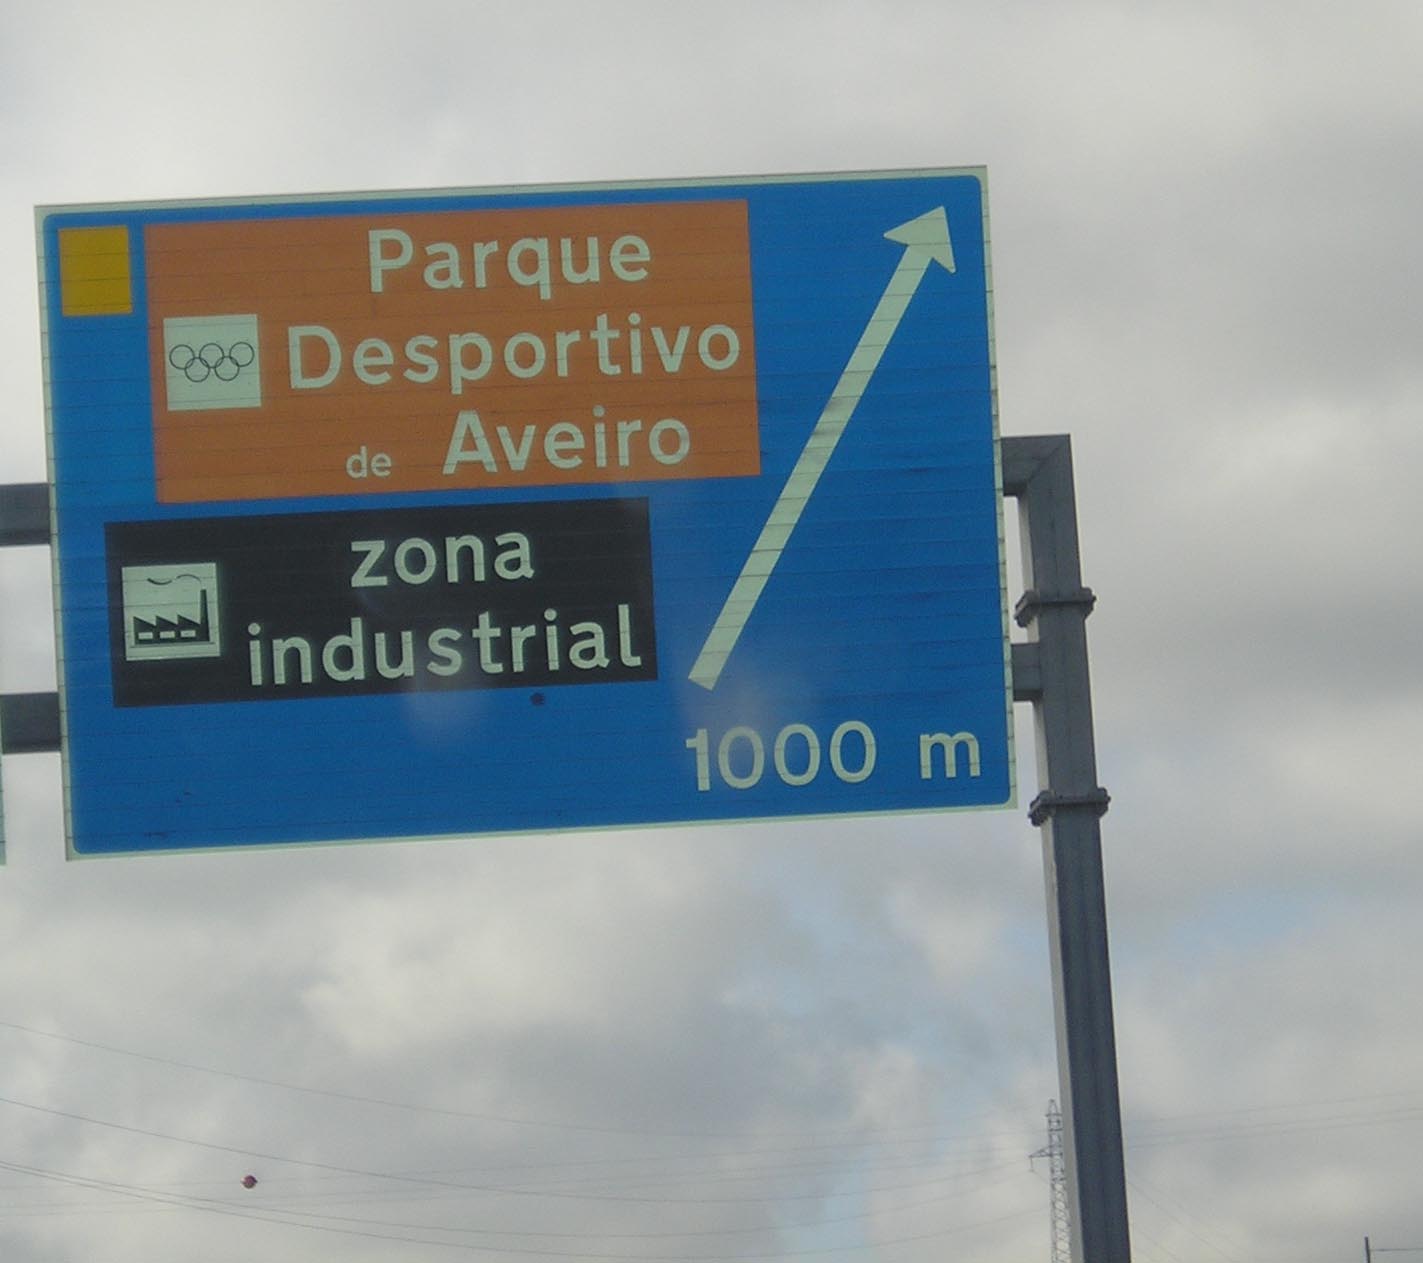 Parque
Desportivo
de Aveiro
zona
industrial
1000 m